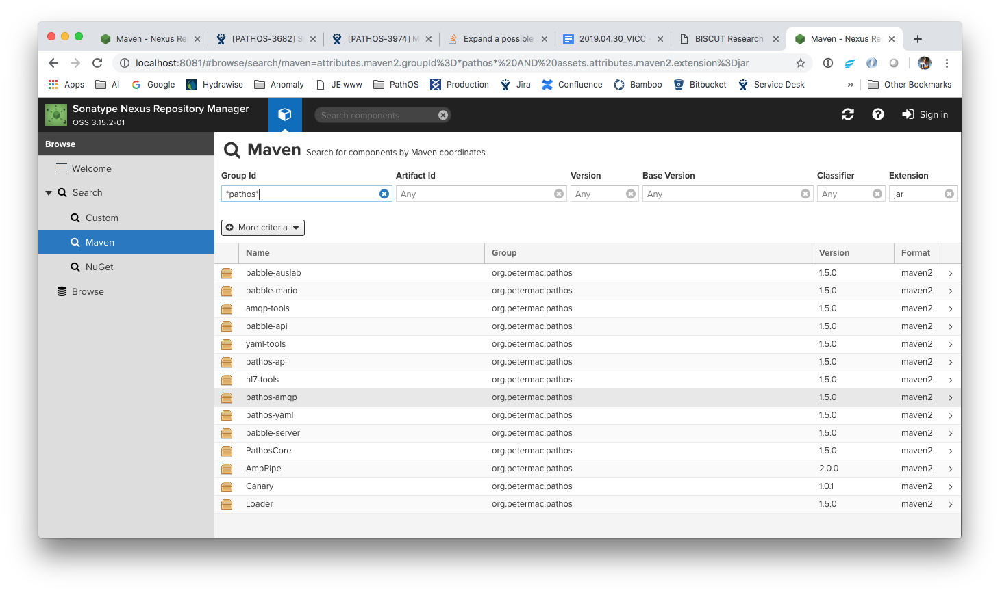 Maven - Nexus Re
[PATHOS-3682] S
[PATHOS-3974] M
Expand a possible
2019.04.30_VICC -
BISCUT Research
Maven - Nexus Re
localhost:8081/#browse/search/maven=attributes.maven2.groupId%3D*pathos*%20AND%20assets.attributes.maven2.extension%3Djar
Apps AI Google Hydrawise Anomaly JE www PathOS Production Jira Confluence Bamboo Bitbucket Service Desk » Other Bookmarks
Sonatype Nexus Repository Manager
OSS 3.15.2-01
Search components
Sign in
Browse
Welcome
Search
Custom
Maven
NuGet
Browse
Maven Search for components by Maven coordinates
Group Id Artifact Id Version Base Version Classifier Extension
*pathos* Any Any Any Any jar
More criteria
Name Group Version Format
babble-auslab org.petermac.pathos 1.5.0 maven2
babble-mario org.petermac.pathos 1.5.0 maven2
amqp-tools org.petermac.pathos 1.5.0 maven2
babble-api org.petermac.pathos 1.5.0 maven2
yaml-tools org.petermac.pathos 1.5.0 maven2
pathos-api org.petermac.pathos 1.5.0 maven2
hl7-tools org.petermac.pathos 1.5.0 maven2
pathos-amqp org.petermac.pathos 1.5.0 maven2
pathos-yaml org.petermac.pathos 1.5.0 maven2
babble-server org.petermac.pathos 1.5.0 maven2
PathosCore org.petermac.pathos 1.5.0 maven2
AmpPipe org.petermac.pathos 2.0.0 maven2
Canary org.petermac.pathos 1.0.1 maven2
Loader org.petermac.pathos 1.5.0 maven2